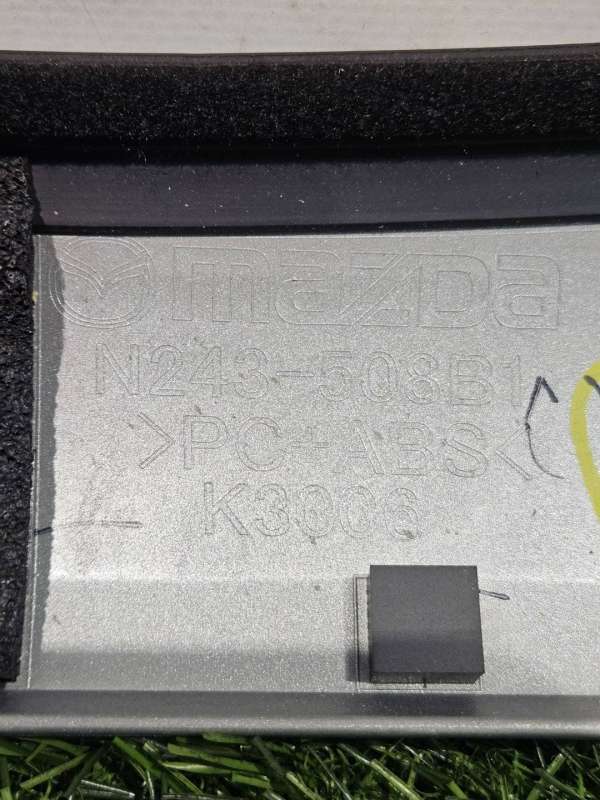 mazda
N243-508B1
>PC+ABS<
K3006